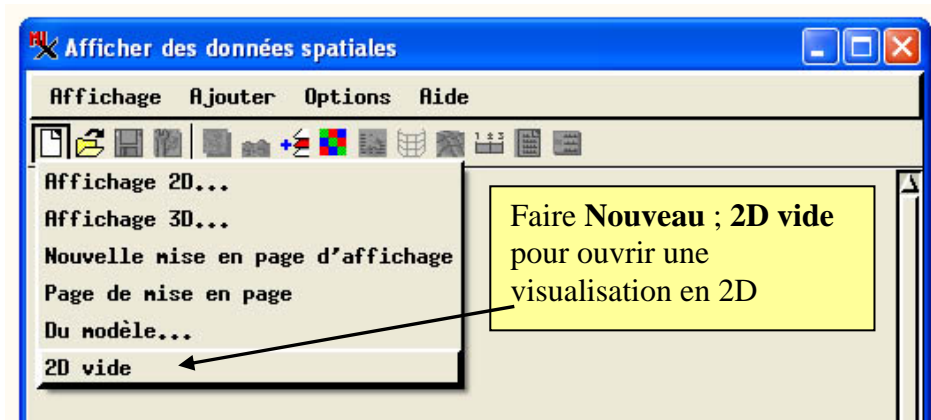 Afficher des données spatiales
Affichage Ajouter Options Aide
Affichage 2D...
Affichage 3D...
Nouvelle mise en page d'affichage
Page de mise en page
Du modèle...
2D vide
Faire Nouveau ; 2D vide
pour ouvrir une
visualisation en 2D